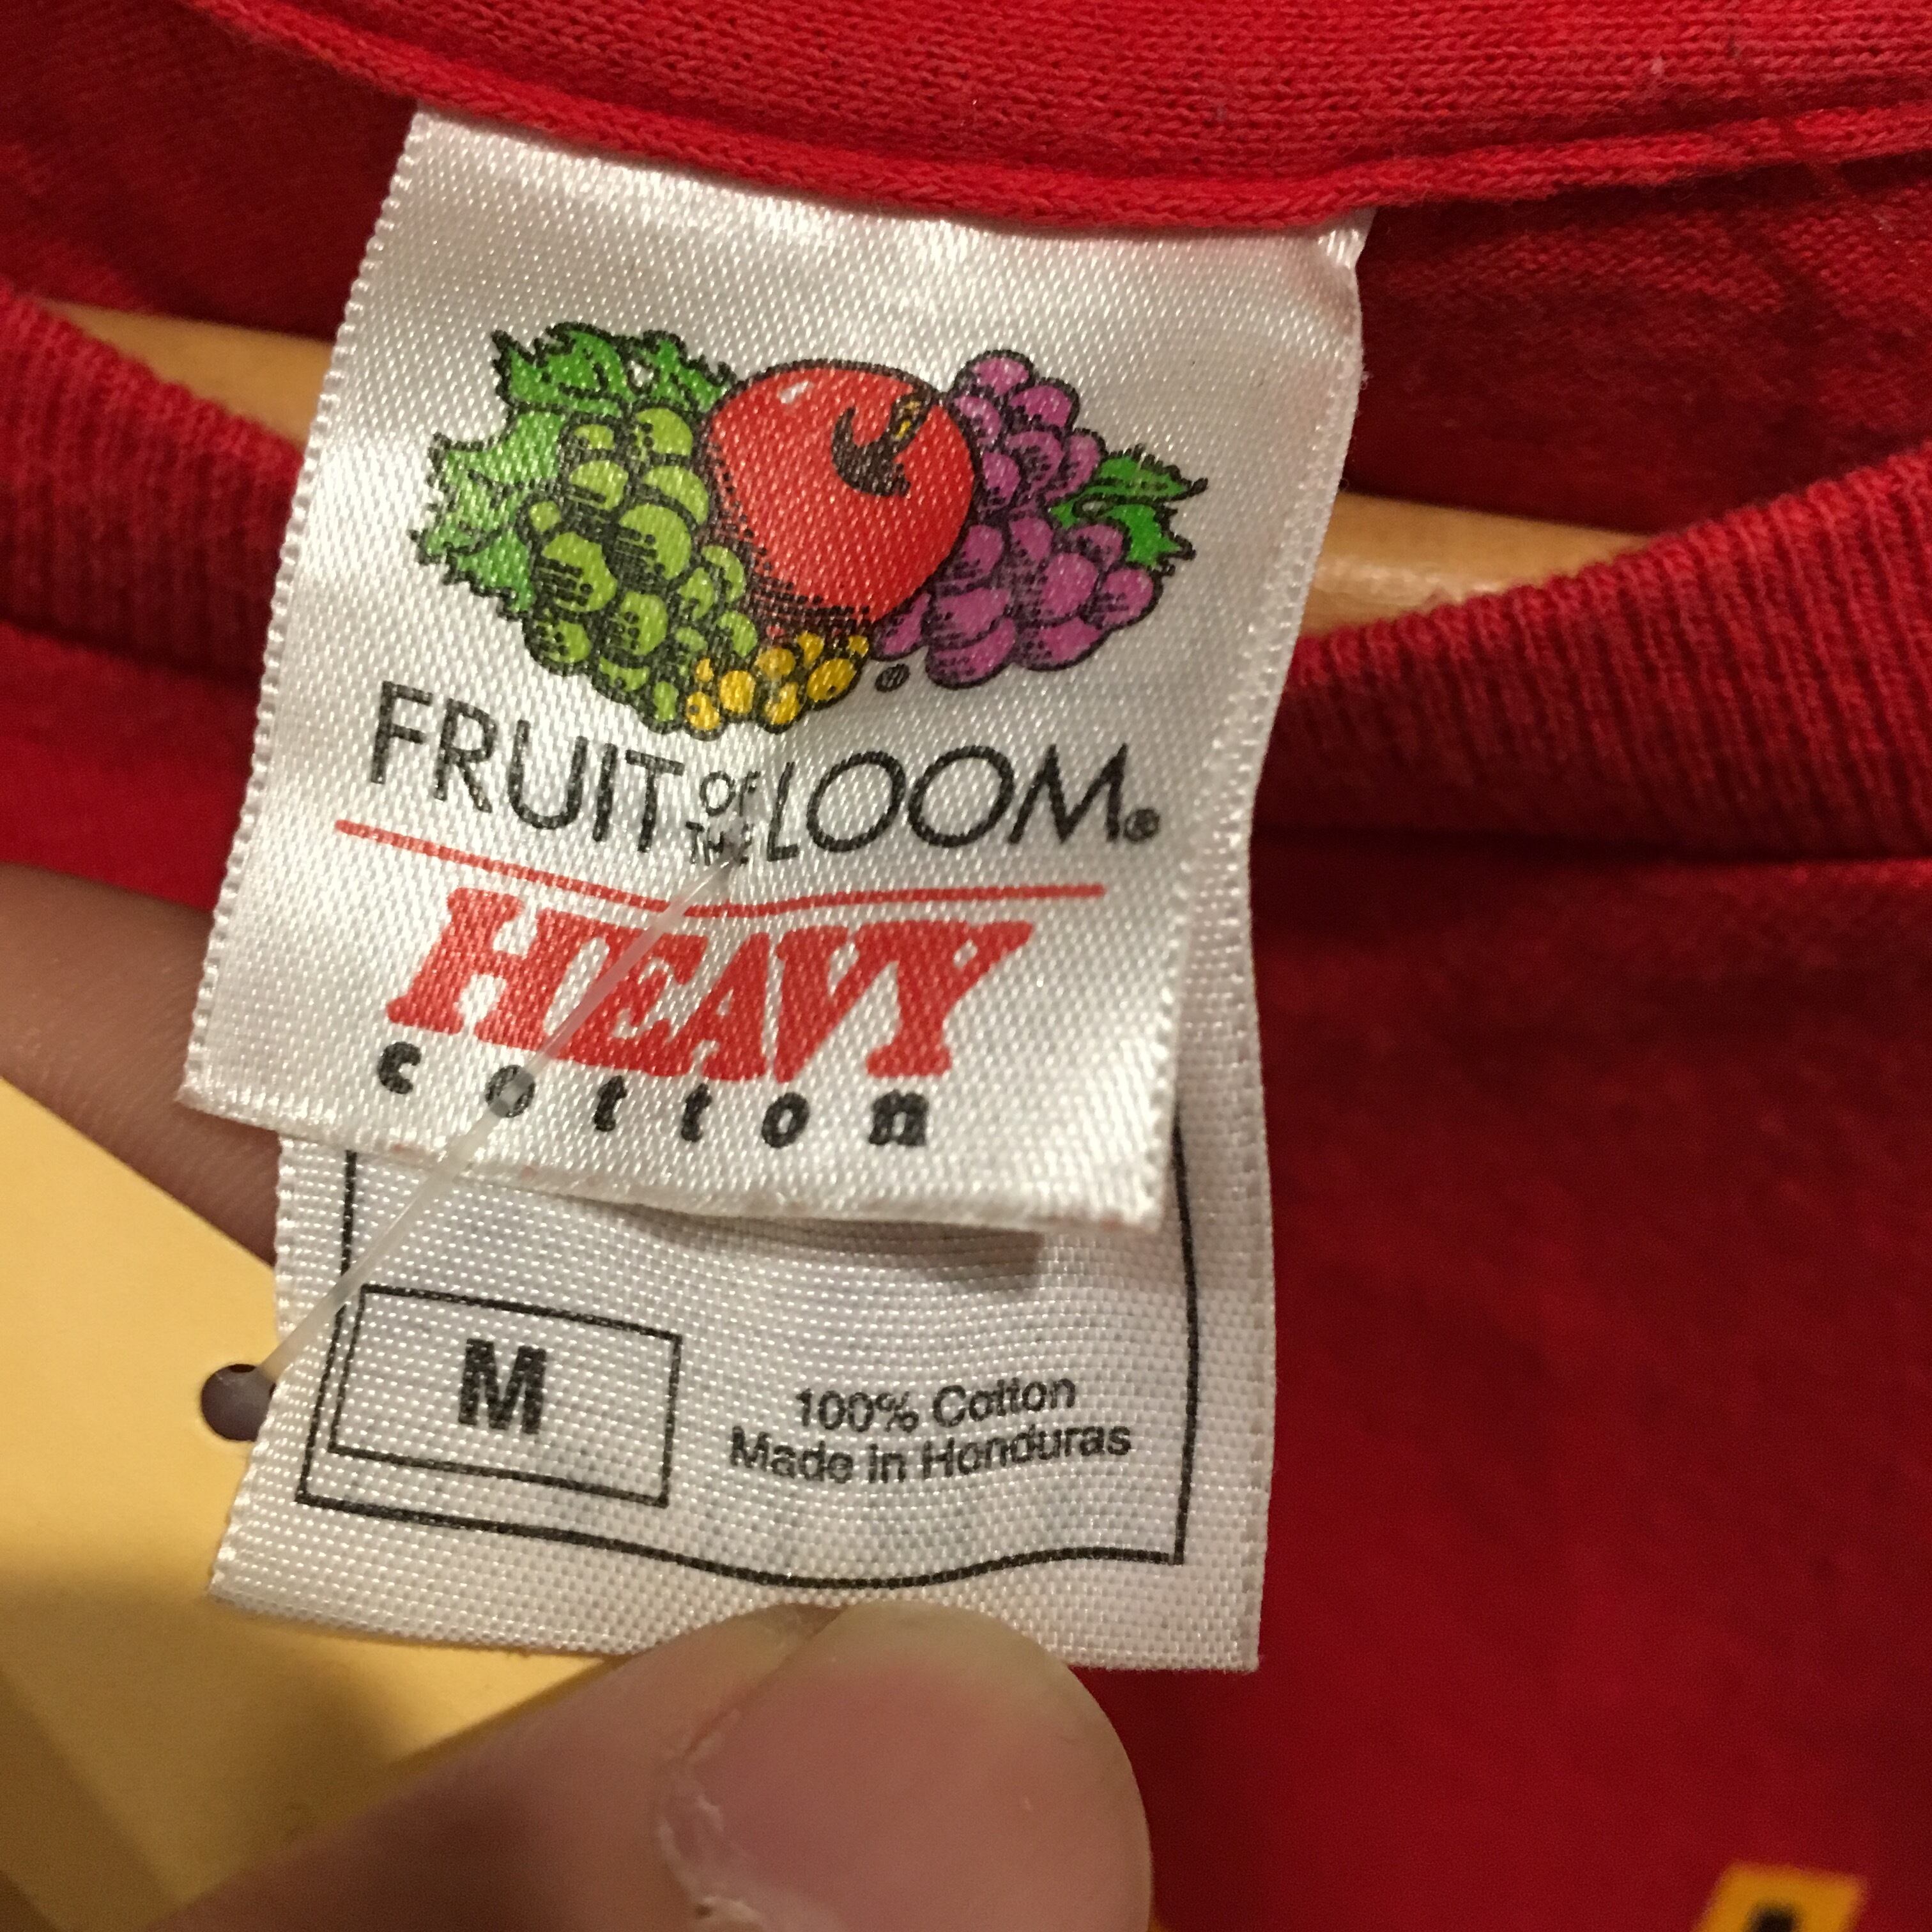 FRUIT OF THE LOOM®
HEAVY
cotton
M
100% Cotton
Made in Honduras